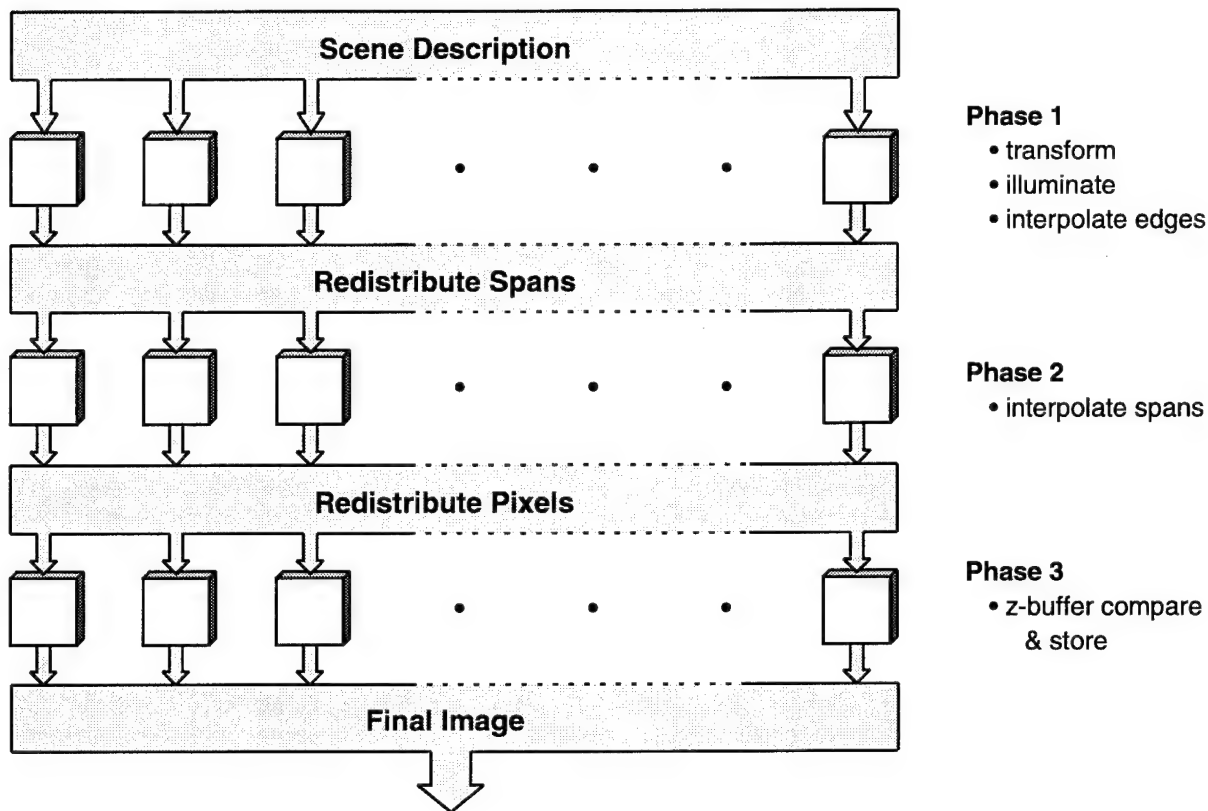 Scene Description
Phase 1
• transform
• illuminate
• interpolate edges
Redistribute Spans
Phase 2
• interpolate spans
Redistribute Pixels
Phase 3
• z-buffer compare
& store
Final Image